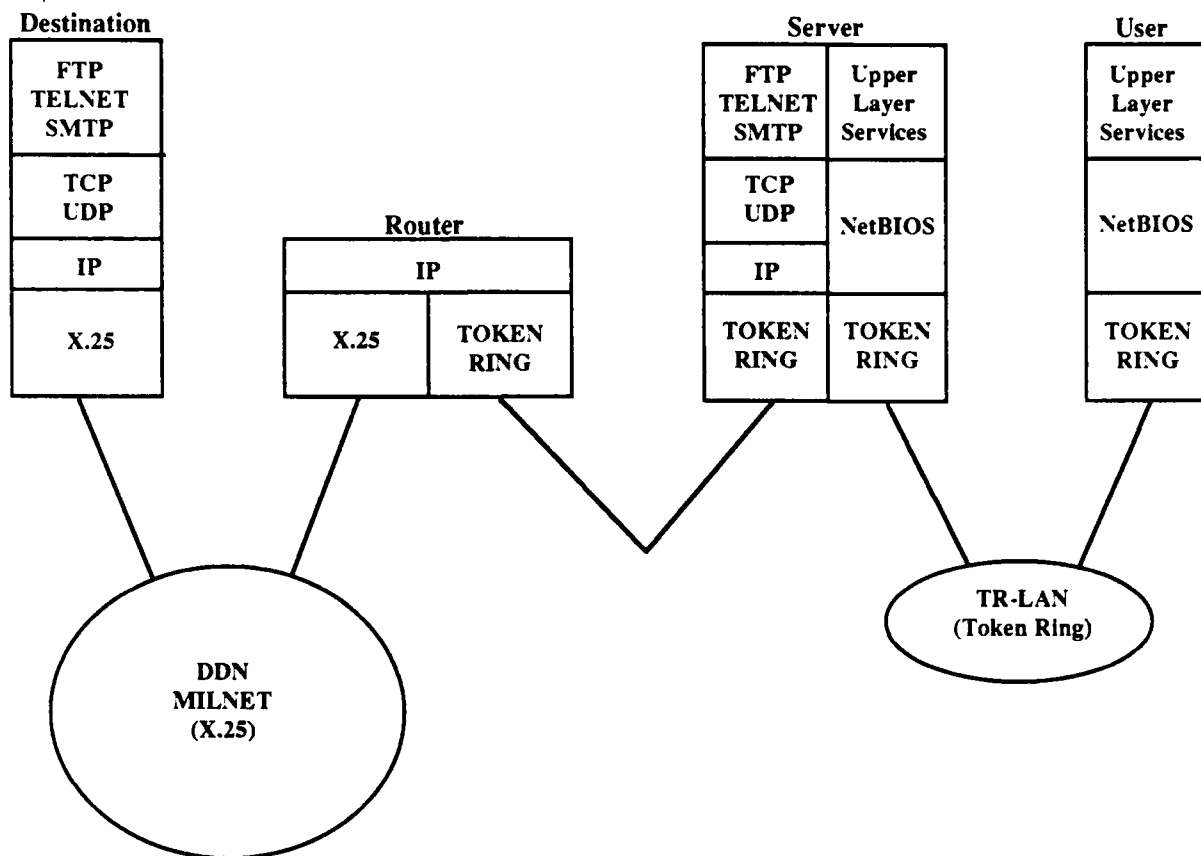 Destination
FTP
TELNET
SMTP
TCP
UDP
IP
X.25
Router
IP
X.25
TOKEN
RING
Server
FTP
TELNET
SMTP
TCP
UDP
IP
TOKEN
RING
Upper
Layer
Services
NetBIOS
TOKEN
RING
User
Upper
Layer
Services
NetBIOS
TOKEN
RING
DDN
MILNET
(X.25)
TR-LAN
(Token Ring)